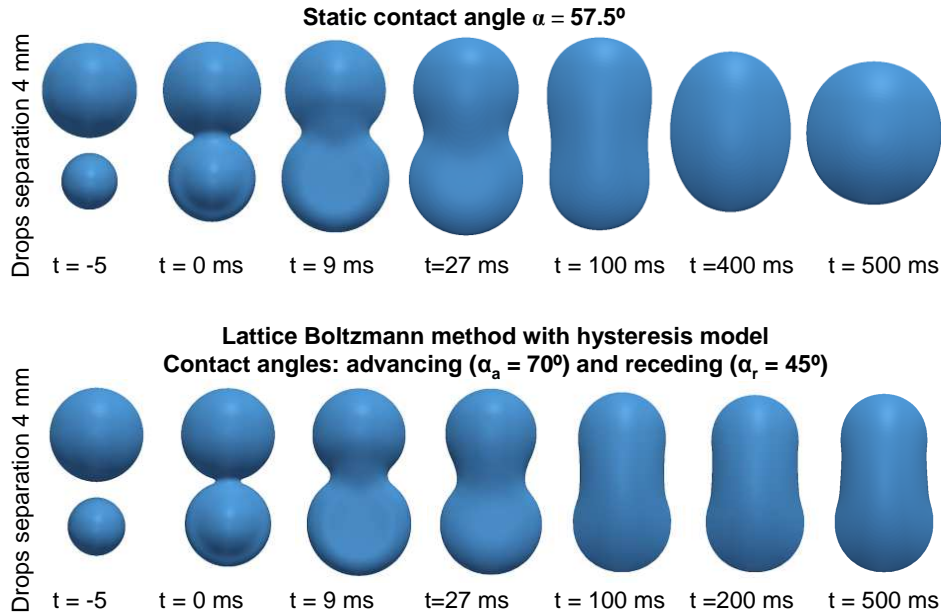 Static contact angle α = 57.5º
Drops separation 4 mm
t = -5 t = 0 ms t = 9 ms t=27 ms t = 100 ms t =400 ms t = 500 ms
Lattice Boltzmann method with hysteresis model
Contact angles: advancing (αa = 70º) and receding (αr = 45º)
Drops separation 4 mm
t = -5 t = 0 ms t = 9 ms t=27 ms t = 100 ms t=200 ms t = 500 ms